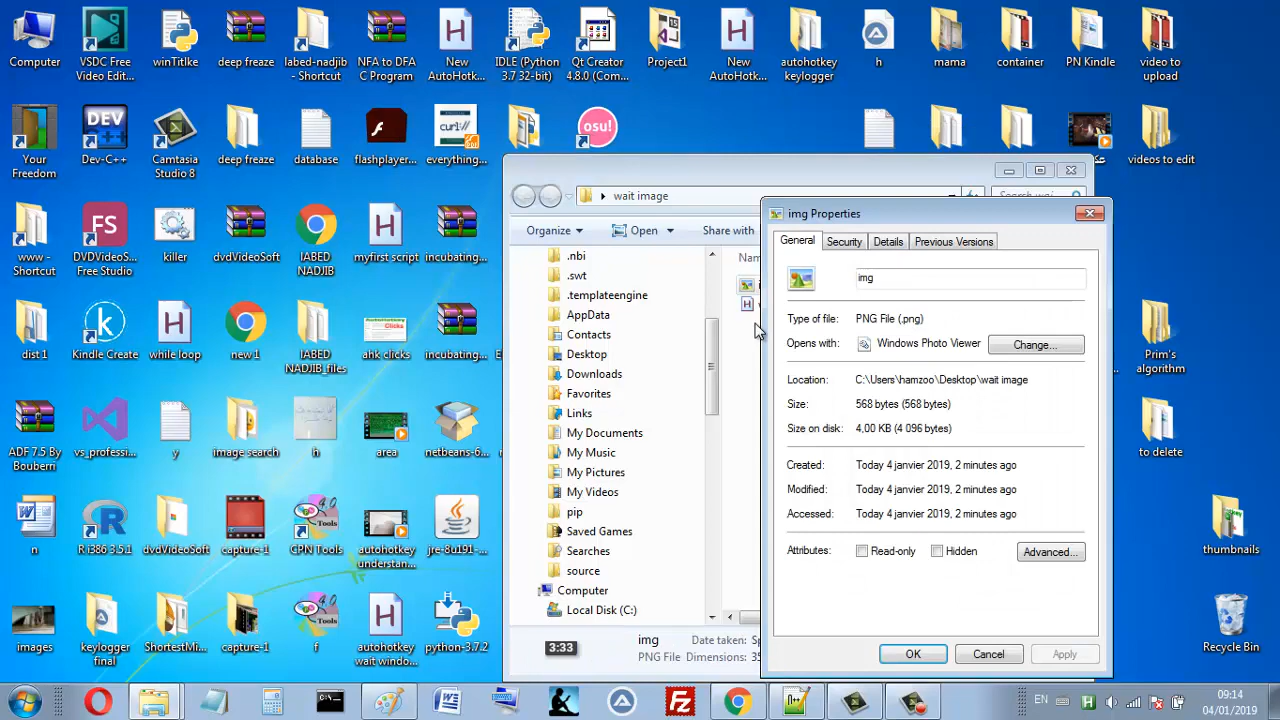 Computer
VSDC Free
Video Edit...
winTitlke
deep freaze
labed-nadjib
- Shortcut
NFA to DFA
C Program
New
AutoHotk...
IDLE (Python
3.7 32-bit)
Qt Creator
4.8.0 (Com...
Project1
New
AutoHotk...
autohotkey
keylogger
h
mama
container
PN Kindle
video to
upload
Your
Freedom
DEV
Dev-C++
Camtasia
Studio 8
deep freaze
database
flashplayer...
curl://
everything...
osu!
videos to edit
www -
Shortcut
FS
DVDVideoS...
Free Studio
killer
dvdVideoSoft
lABED
NADJIB
myfirst script
incubating...
dist 1
Kindle Create
while loop
new 1
lABED
NADJIB_files
ahk clicks
incubating...
Prim's
algorithm
ADF 7.5 By
Bouberri
vs_professi...
y
image search
h
area
netbeans-6...
to delete
n
R i386 3.5.1
dvdVideoSoft
capture-1
CPN Tools
autohotkey
understan...
jre-8u191-...
thumbnails
images
keylogger
final
ShortestMi...
capture-1
f
autohotkey
wait windo...
python-3.7.2
Recycle Bin
wait image
Search wai
Organize
Open
Share with
.nbi
.swt
.templateengine
AppData
Contacts
Desktop
Downloads
Favorites
Links
My Documents
My Music
My Pictures
My Videos
pip
Saved Games
Searches
source
Computer
Local Disk (C:)
3:33
img
Date taken:
PNG File
Dimensions:
img Properties
General
Security
Details
Previous Versions
img
Type of file:
PNG File (.png)
Opens with:
Windows Photo Viewer
Change...
Location:
C:\Users\hamzoo\Desktop\wait image
Size:
568 bytes (568 bytes)
Size on disk:
4,00 KB (4 096 bytes)
Created:
Today 4 janvier 2019, 2 minutes ago
Modified:
Today 4 janvier 2019, 2 minutes ago
Accessed:
Today 4 janvier 2019, 2 minutes ago
Attributes:
Read-only
Hidden
Advanced...
OK
Cancel
Apply
EN
09:14
04/01/2019